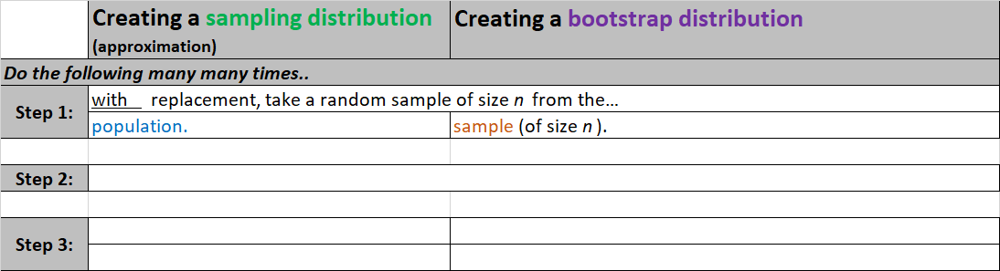 Creating a sampling distribution
(approximation)
Creating a bootstrap distribution
Do the following many many times..
Step 1:
with replacement, take a random sample of size n from the...
population.
sample (of size n ).
Step 2:
Step 3: